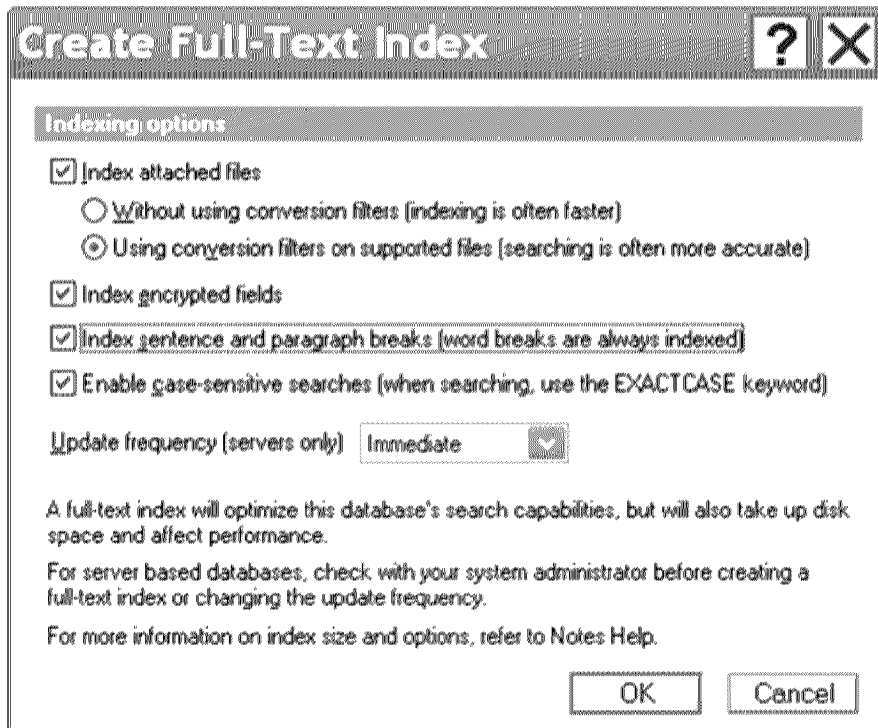 Create Full-Text Index
Indexing options
Index attached files
Without using conversion filters (indexing is often faster)
Using conversion filters on supported files (searching is often more accurate)
Index encrypted fields
Index sentence and paragraph breaks (word breaks are always indexed)
Enable case-sensitive searches (when searching, use the EXACTCASE keyword)
Update frequency (servers only) Immediate
A full-text index will optimize this database's search capabilities, but will also take up disk
space and affect performance.
For server based databases, check with your system administrator before creating a
full-text index or changing the update frequency.
For more information on index size and options, refer to Notes Help.
OK Cancel